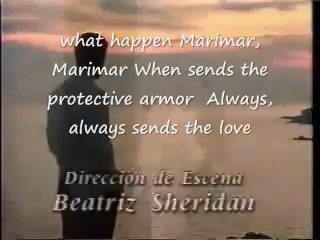 what happen Marimar,
Marimar When sends the
protective armor Always,
always sends the love
Dirección de Escena
Beatriz Sheridan